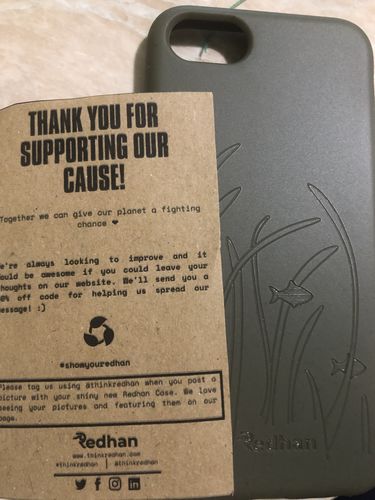 THANK YOU FOR
SUPPORTING OUR
CAUSE!
Together we can give our planet a fighting
chance ❤
We're always looking to improve and it
would be awesome if you could leave your
thoughts on our website. We'll send you a
off code for helping us spread our
message! :)
#showyouredhan
Please tag us using @thinkredhan when you post a
picture with your shiny new Redhan Case. We love
seeing your pictures and featuring them on our
page.
Redhan
www.thinkredhan.com
#thinkredhan | @thinkredhan
Redhan